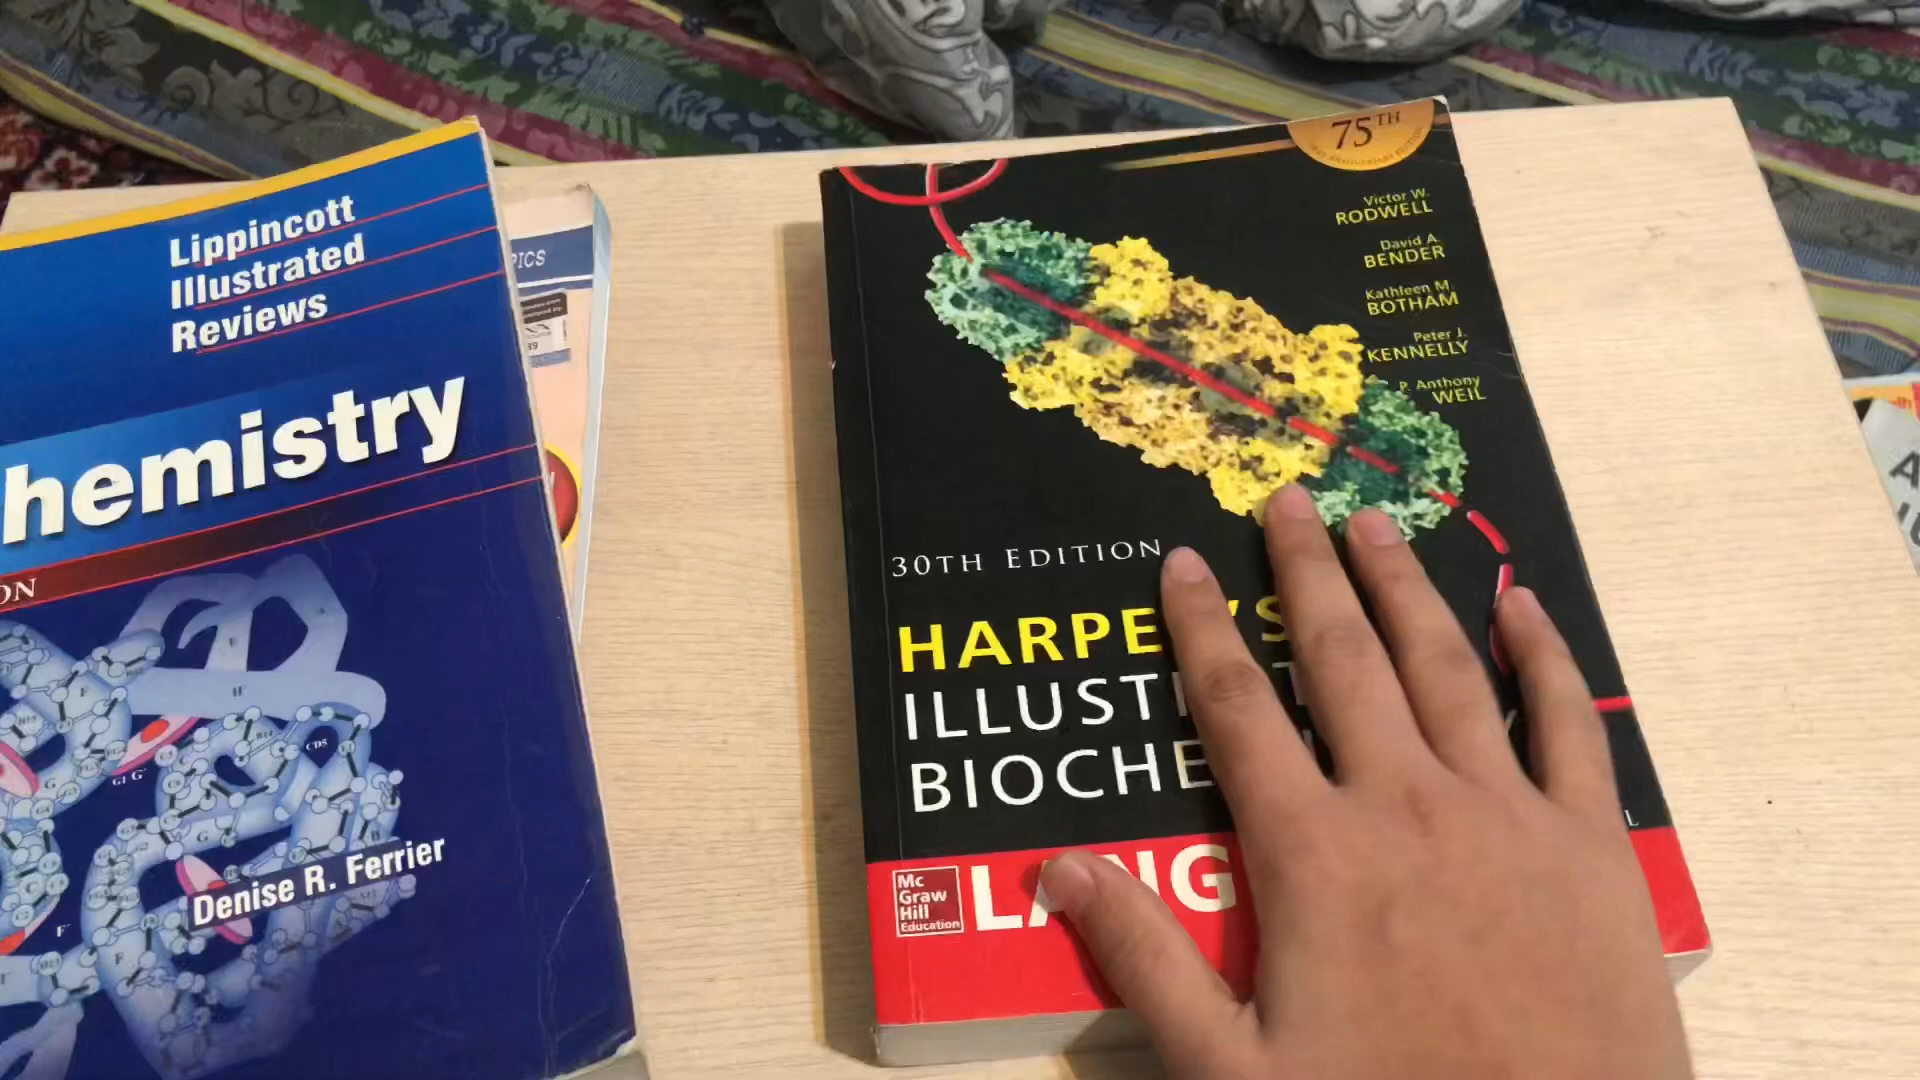 Lippincott
Illustrated
Reviews
hemistry
ON
Denise R. Ferrier
PICS
75TH
Victor W.
RODWELL
David A.
BENDER
Kathleen M.
BOTHAM
Peter J.
KENNELLY
P. Anthony
WEIL
30TH EDITION
HARPE 'S
ILLUST T
BIOCHE Y
L
Mc
Graw
Hill
Education
LANG